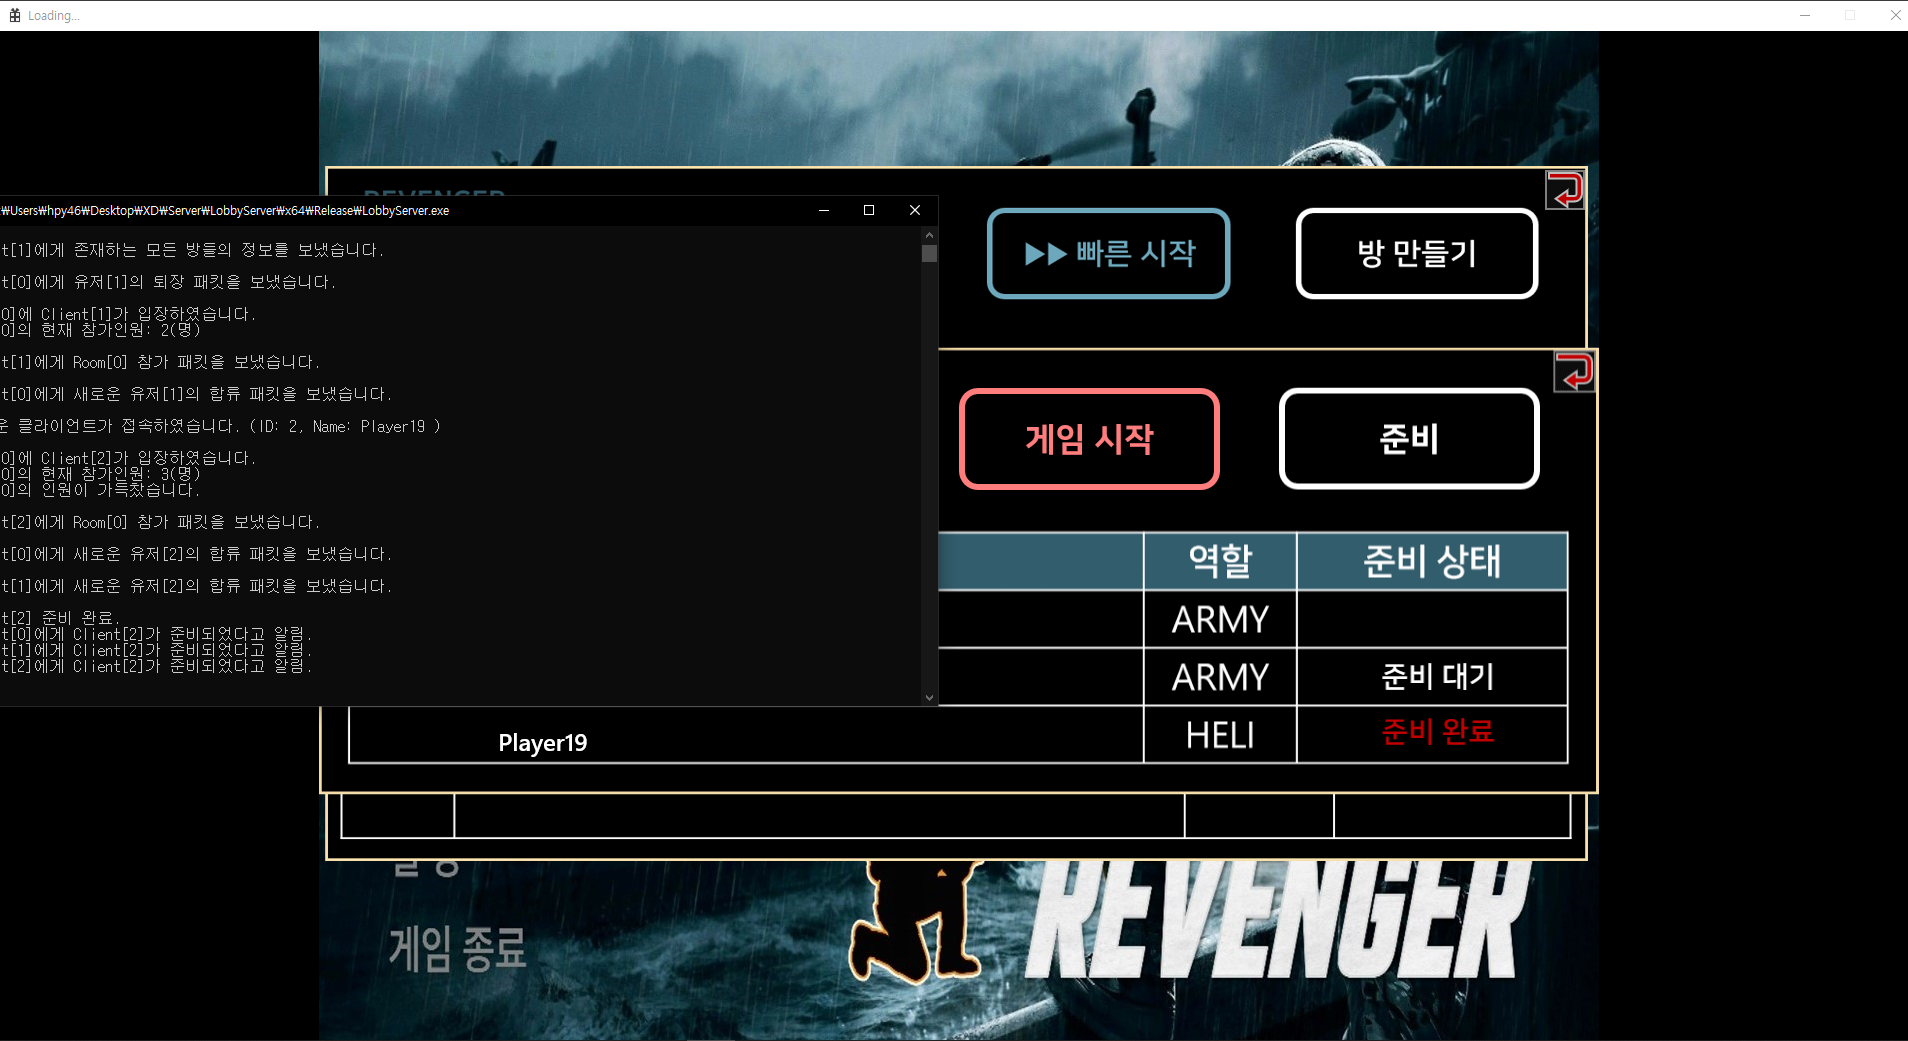 Loading...
REVENGER
:₩Users₩hpy46₩Desktop₩XD₩Server₩LobbyServer₩x64₩Release₩LobbyServer.exe
▶▶ 빠른 시작
방 만들기
t[1]에게 존재하는 모든 방들의 정보를 보냈습니다.
t[0]에게 유저[1]의 퇴장 패킷을 보냈습니다.
0]에 Client[1]가 입장하였습니다.
0]의 현재 참가인원: 2(명)
t[1]에게 Room[0] 참가 패킷을 보냈습니다.
t[0]에게 새로운 유저[1]의 합류 패킷을 보냈습니다.
운 클라이언트가 접속하였습니다. (ID: 2, Name: Player19 )
0]에 Client[2]가 입장하였습니다.
0]의 현재 참가인원: 3(명)
0]의 인원이 가득찼습니다.
t[2]에게 Room[0] 참가 패킷을 보냈습니다.
t[0]에게 새로운 유저[2]의 합류 패킷을 보냈습니다.
t[1]에게 새로운 유저[2]의 합류 패킷을 보냈습니다.
t[2] 준비 완료.
t[0]에게 Client[2]가 준비되었다고 알림.
t[1]에게 Client[2]가 준비되었다고 알림.
t[2]에게 Client[2]가 준비되었다고 알림.
게임 시작
준비
역할 준비 상태
ARMY
ARMY 준비 대기
Player19 HELI 준비 완료
게임 종료
REVENGER